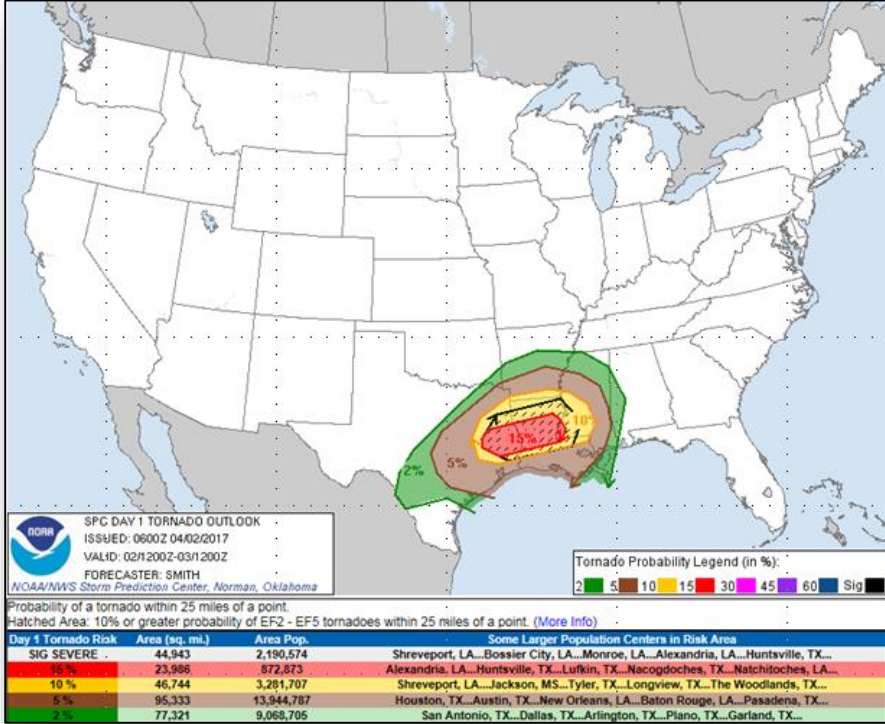 2%
5%
10%
15%
NOAA
SPC DAY 1 TORNADO OUTLOOK
ISSUED: 0600Z 04/02/2017
VALID: 02/1200Z-03/1200Z
FORECASTER: SMITH
NOAA/NWS Storm Prediction Center, Norman, Oklahoma
Tornado Probability Legend (in %):
2 5 10 15 30 45 60 Sig
Probability of a tornado within 25 miles of a point.
Hatched Area: 10% or greater probability of EF2 - EF5 tornadoes within 25 miles of a point. (More Info)
Day 1 Tornado Risk Area (sq. mi.) Area Pop. Some Larger Population Centers in Risk Area
SIG SEVERE 44,943 2,190,574 Shreveport, LA...Bossier City, LA...Monroe, LA...Alexandria, LA...Huntsville, TX...
15 % 23,986 872,873 Alexandria, LA...Huntsville, TX...Lufkin, TX...Nacogdoches, TX...Natchitoches, LA...
10 % 46,744 3,281,707 Shreveport, LA...Jackson, MS...Tyler, TX...Longview, TX...The Woodlands, TX...
5 % 95,333 13,944,787 Houston, TX...Austin, TX...New Orleans, LA...Baton Rouge, LA...Pasadena, TX...
2 % 77,321 9,068,705 San Antonio, TX...Dallas, TX...Arlington, TX...Plano, TX...Garland, TX...